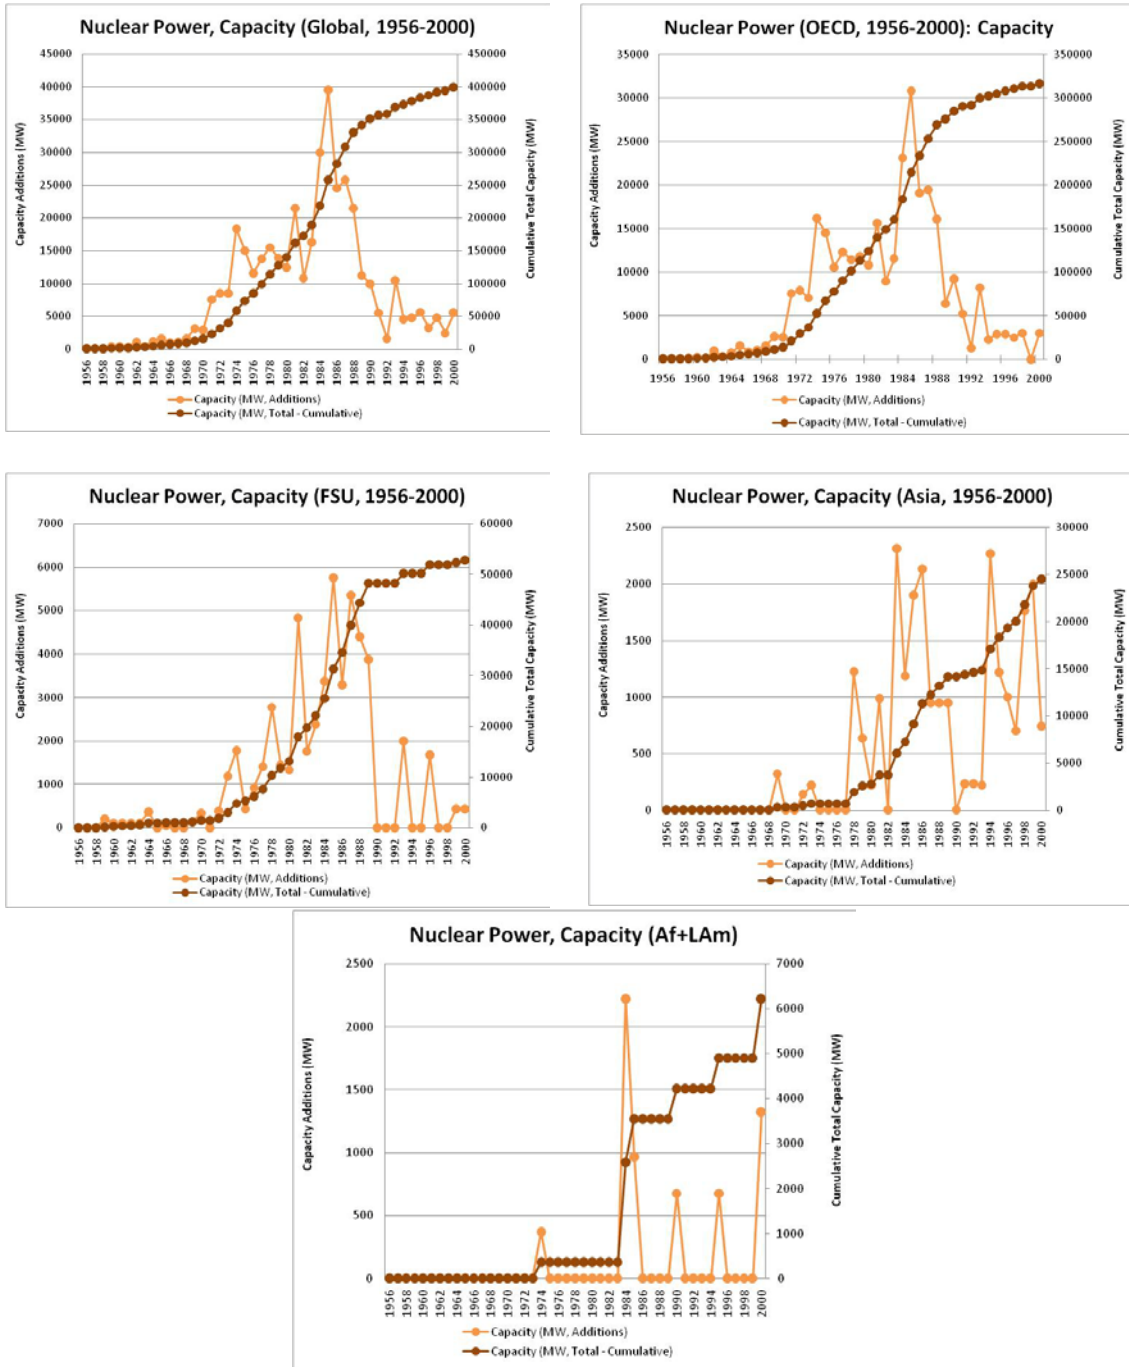 Nuclear Power, Capacity (Global, 1956-2000)
45000
40000
35000
30000
25000
20000
15000
10000
5000
0
Capacity Additions (MW)
450000
400000
350000
300000
250000
200000
150000
100000
50000
0
Cumulative Total Capacity (MW)
1956 1958 1960 1962 1964 1966 1968 1970 1972 1974 1976 1978 1980 1982 1984 1986 1988 1990 1992 1994 1996 1998 2000
Capacity (MW, Additions)
Capacity (MW, Total - Cumulative)
Nuclear Power (OECD, 1956-2000): Capacity
35000
30000
25000
20000
15000
10000
5000
0
Capacity Additions (MW)
350000
300000
250000
200000
150000
100000
50000
0
Cumulative Total Capacity (MW)
1956 1960 1964 1968 1972 1976 1980 1984 1988 1992 1996 2000
Capacity (MW, Additions)
Capacity (MW, Total - Cumulative)
Nuclear Power, Capacity (FSU, 1956-2000)
7000
6000
5000
4000
3000
2000
1000
0
Capacity Additions (MW)
60000
50000
40000
30000
20000
10000
0
Cumulative Total Capacity (MW)
1956 1958 1960 1962 1964 1966 1968 1970 1972 1974 1976 1978 1980 1982 1984 1986 1988 1990 1992 1994 1996 1998 2000
Capacity (MW, Additions)
Capacity (MW, Total - Cumulative)
Nuclear Power, Capacity (Asia, 1956-2000)
2500
2000
1500
1000
500
0
Capacity Additions (MW)
30000
25000
20000
15000
10000
5000
0
Cumulative Total Capacity (MW)
1956 1958 1960 1962 1964 1966 1968 1970 1972 1974 1976 1978 1980 1982 1984 1986 1988 1990 1992 1994 1996 1998 2000
Capacity (MW, Additions)
Capacity (MW, Total - Cumulative)
Nuclear Power, Capacity (Af+LAm)
2500
2000
1500
1000
500
0
Capacity Additions (MW)
7000
6000
5000
4000
3000
2000
1000
0
Cumulative Total Capacity (MW)
1956 1958 1960 1962 1964 1966 1968 1970 1972 1974 1976 1978 1980 1982 1984 1986 1988 1990 1992 1994 1996 1998 2000
Capacity (MW, Additions)
Capacity (MW, Total - Cumulative)